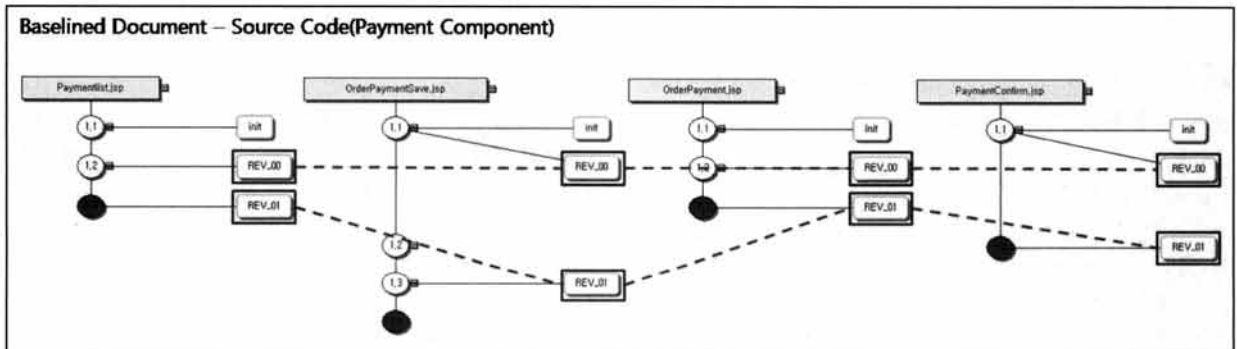 Baselined Document – Source Code(Payment Component)
Paymentlist.jsp
OrderPaymentSave.jsp
OrderPayment.jsp
PaymentConfirm.jsp
1,1
init
1,1
init
1,1
init
1,1
init
1,2
REV_00
REV_00
1,2
REV_00
REV_00
REV_01
REV_01
1,2
REV_01
1,3
REV_01